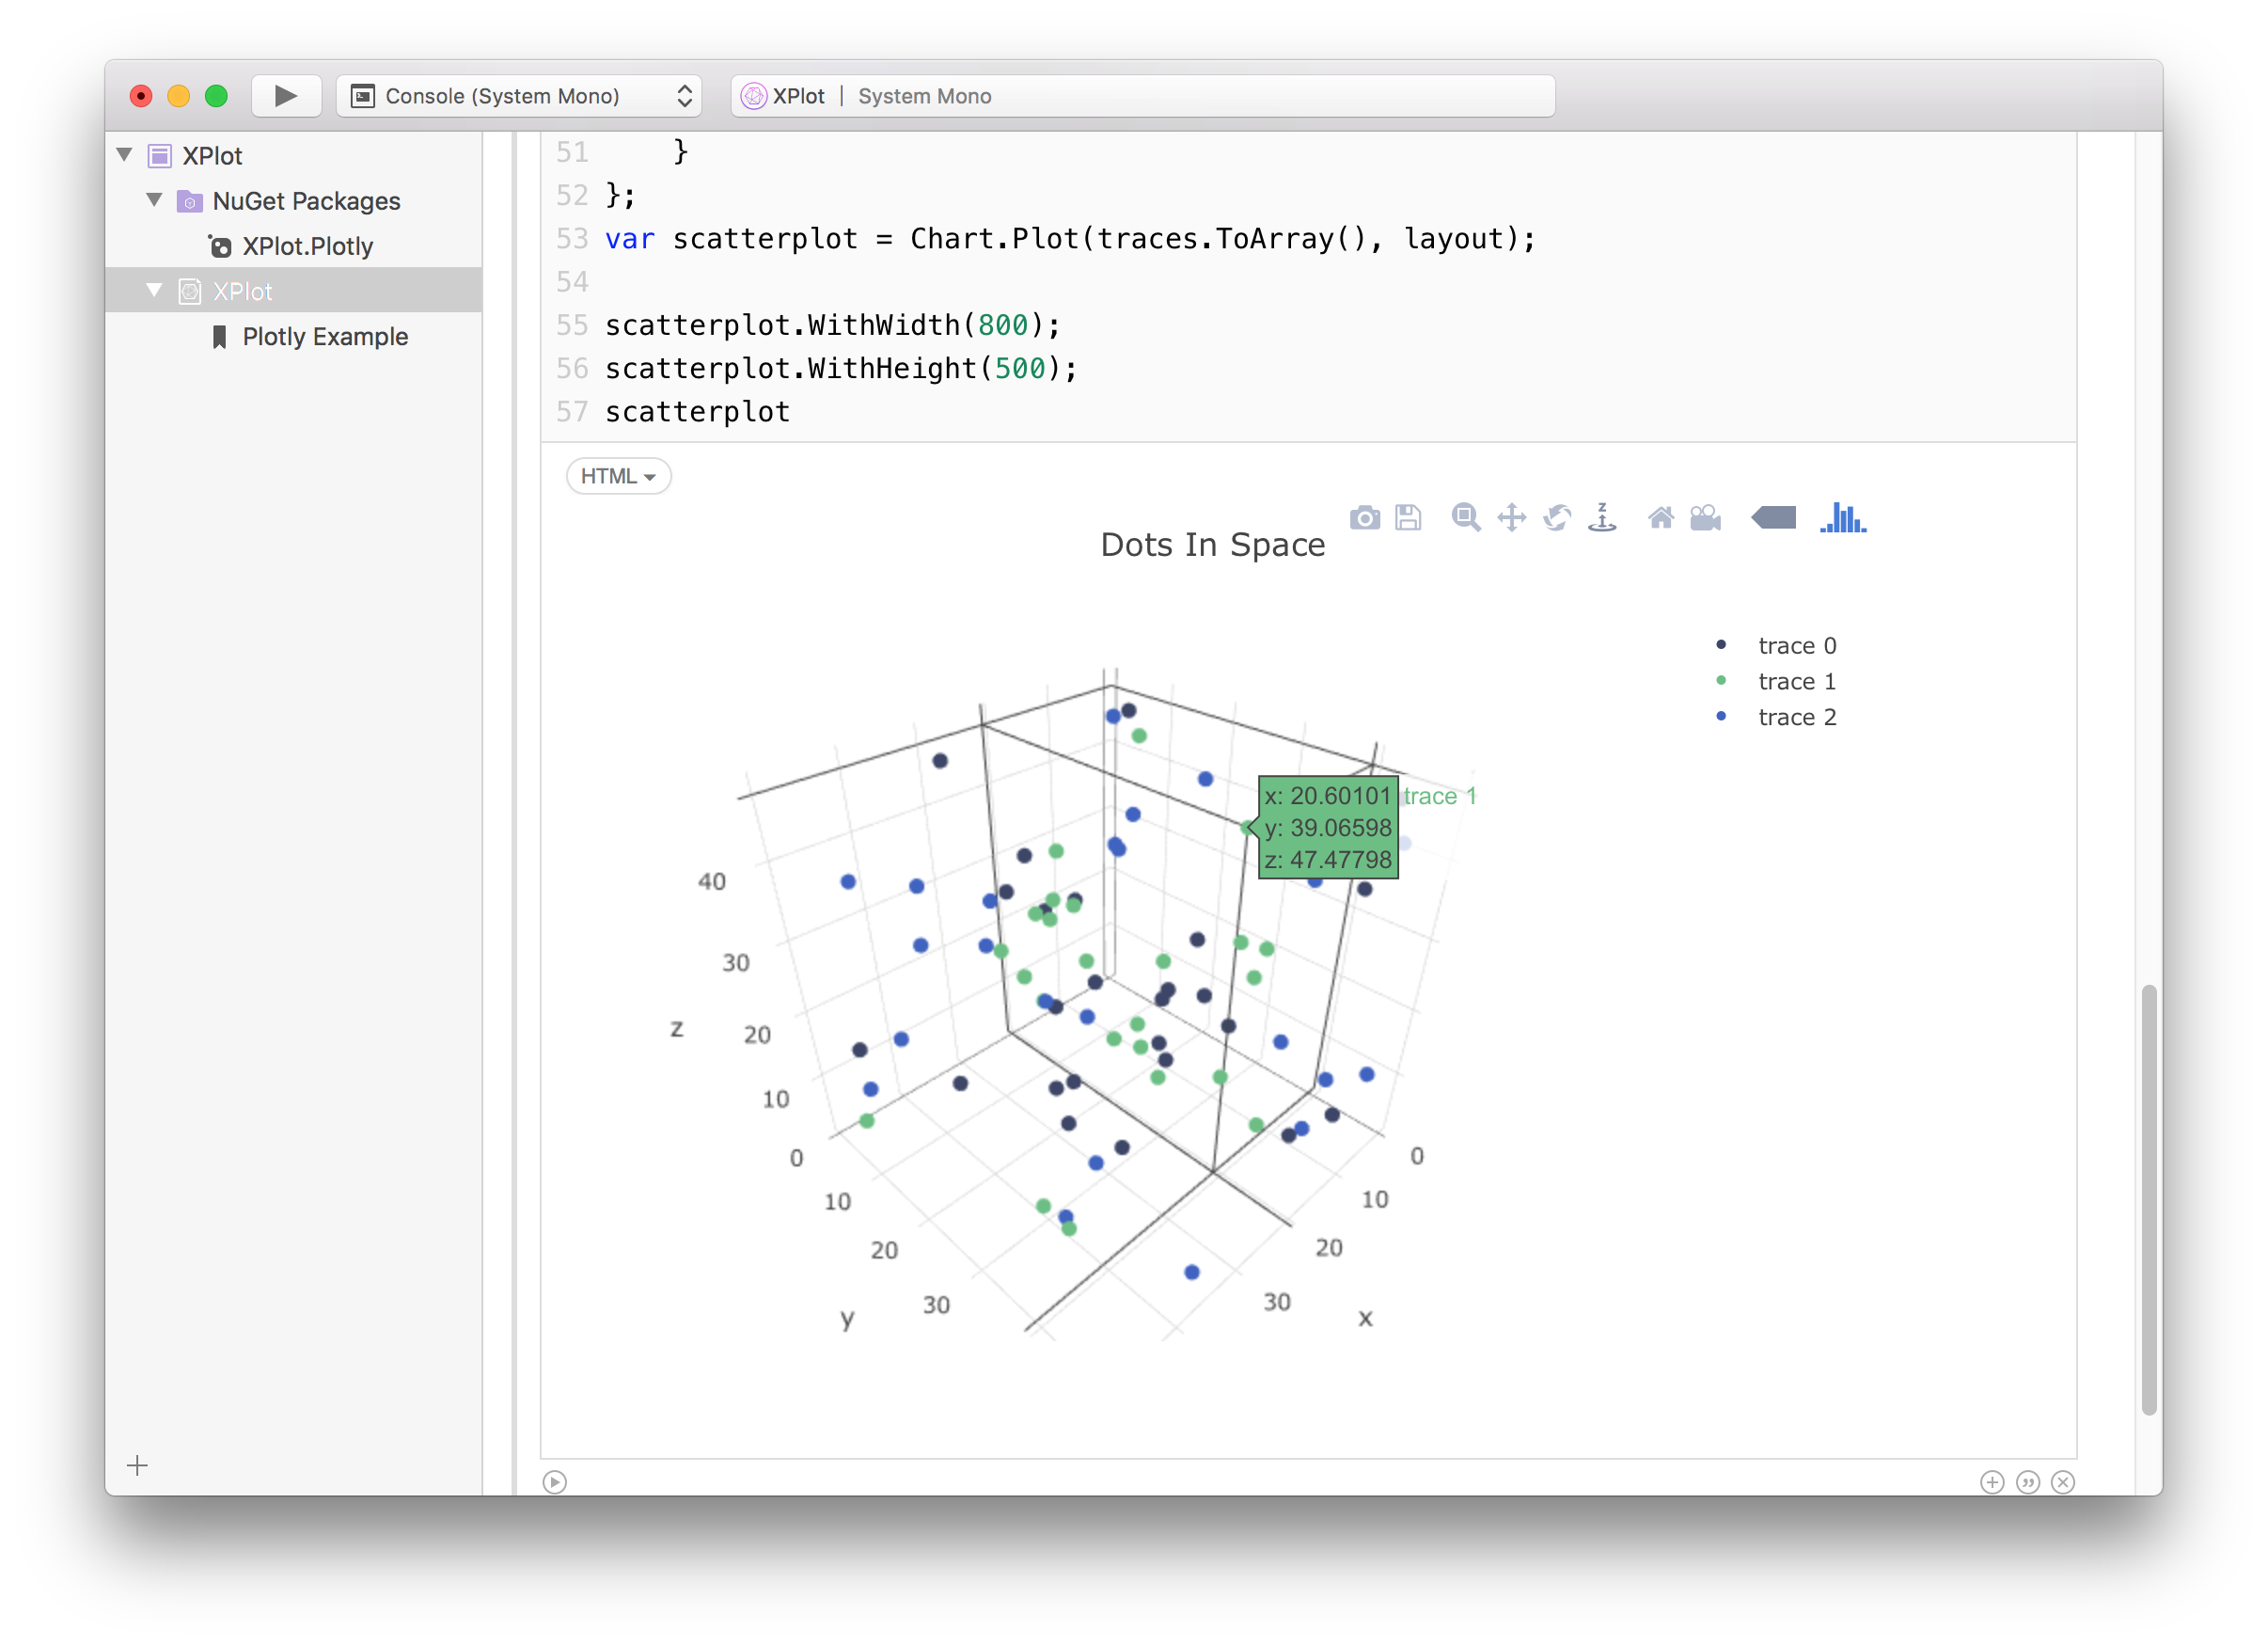 Console (System Mono)
XPlot | System Mono
XPlot
NuGet Packages
XPlot.Plotly
XPlot
Plotly Example
51 }
52 };
53 var scatterplot = Chart.Plot(traces.ToArray(), layout);
54
55 scatterplot.WithWidth(800);
56 scatterplot.WithHeight(500);
57 scatterplot
HTML
z
Dots In Space
trace 0
trace 1
trace 2
x: 20.60101 trace 1
y: 39.06598
z: 47.47798
40
30
20
10
0
z
10
20
30
y
0
10
20
30
x